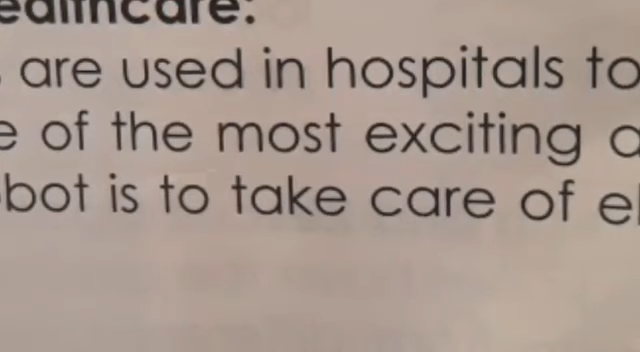 ealthcare:
are used in hospitals to
e of the most exciting a
bot is to take care of el